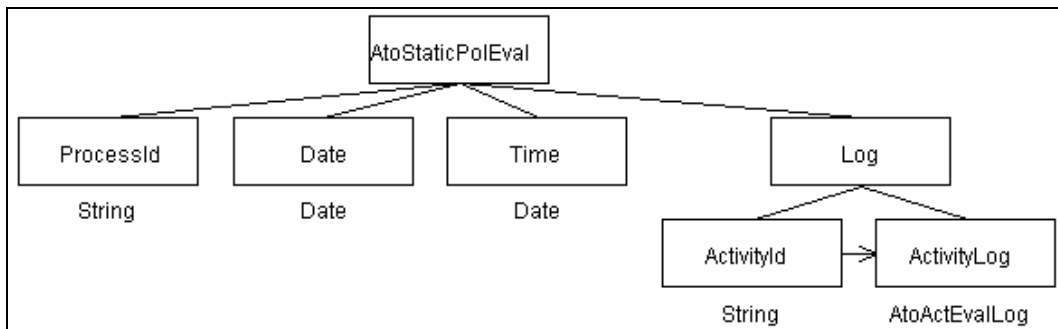 AtoStaticPolEval
ProcessId
Date
Time
Log
String
Date
Date
ActivityId
ActivityLog
String
AtoActEvalLog